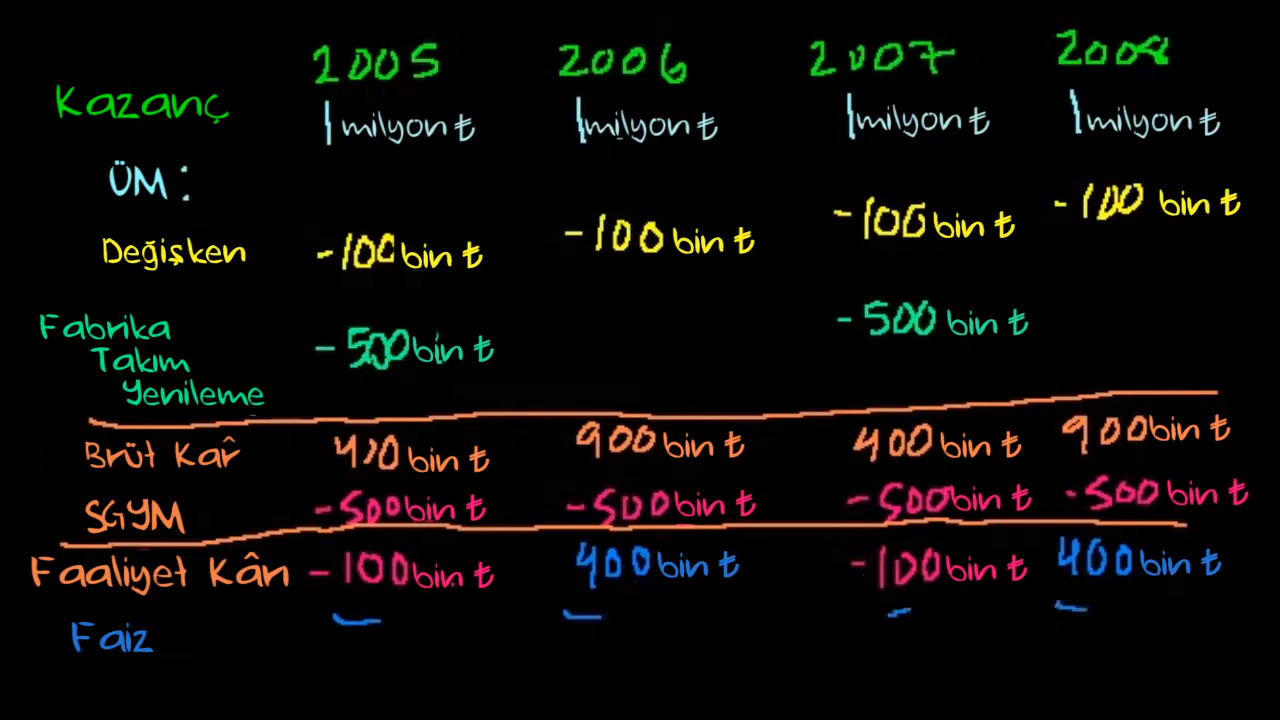 2005 2006 2007 2008
Kazanç 1 milyon ₺ 1 milyon ₺ 1 milyon ₺ 1 milyon ₺
ÜM:
Değişken -100 bin ₺ -100 bin ₺ -100 bin ₺ -100 bin ₺
Fabrika
Takım -500 bin ₺ -500 bin ₺
Yenileme
Brüt Kâr 400 bin ₺ 900 bin ₺ 400 bin ₺ 900 bin ₺
SGYM -500 bin ₺ -500 bin ₺ -500 bin ₺ -500 bin ₺
Faaliyet Kârı -100 bin ₺ 400 bin ₺ -100 bin ₺ 400 bin ₺
Faiz — — — —